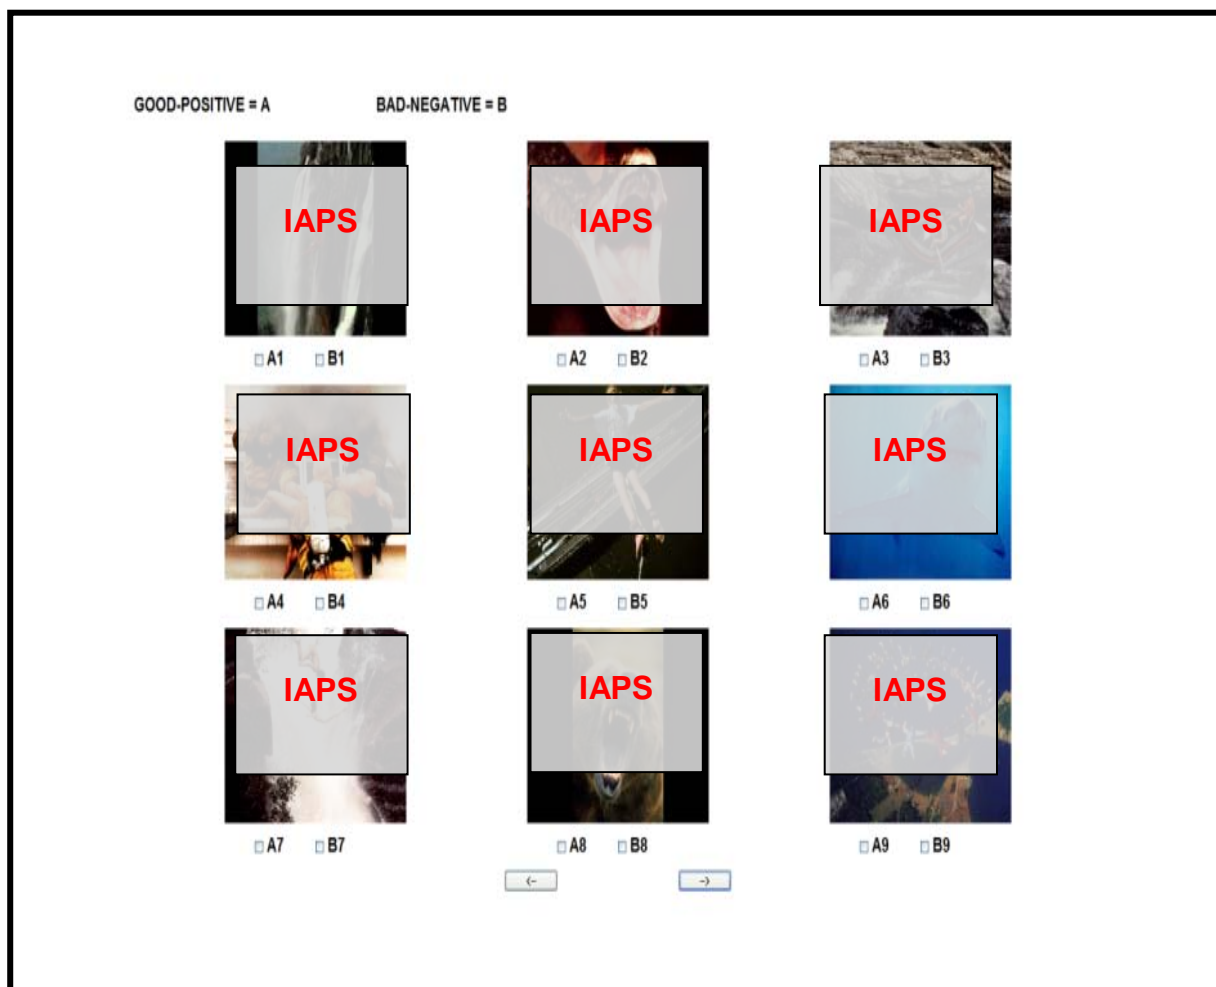 GOOD-POSITIVE = A BAD-NEGATIVE = B
IAPS IAPS IAPS
A1 B1 A2 B2 A3 B3
IAPS IAPS IAPS
A4 B4 A5 B5 A6 B6
IAPS IAPS IAPS
A7 B7 A8 B8 A9 B9
<- ->